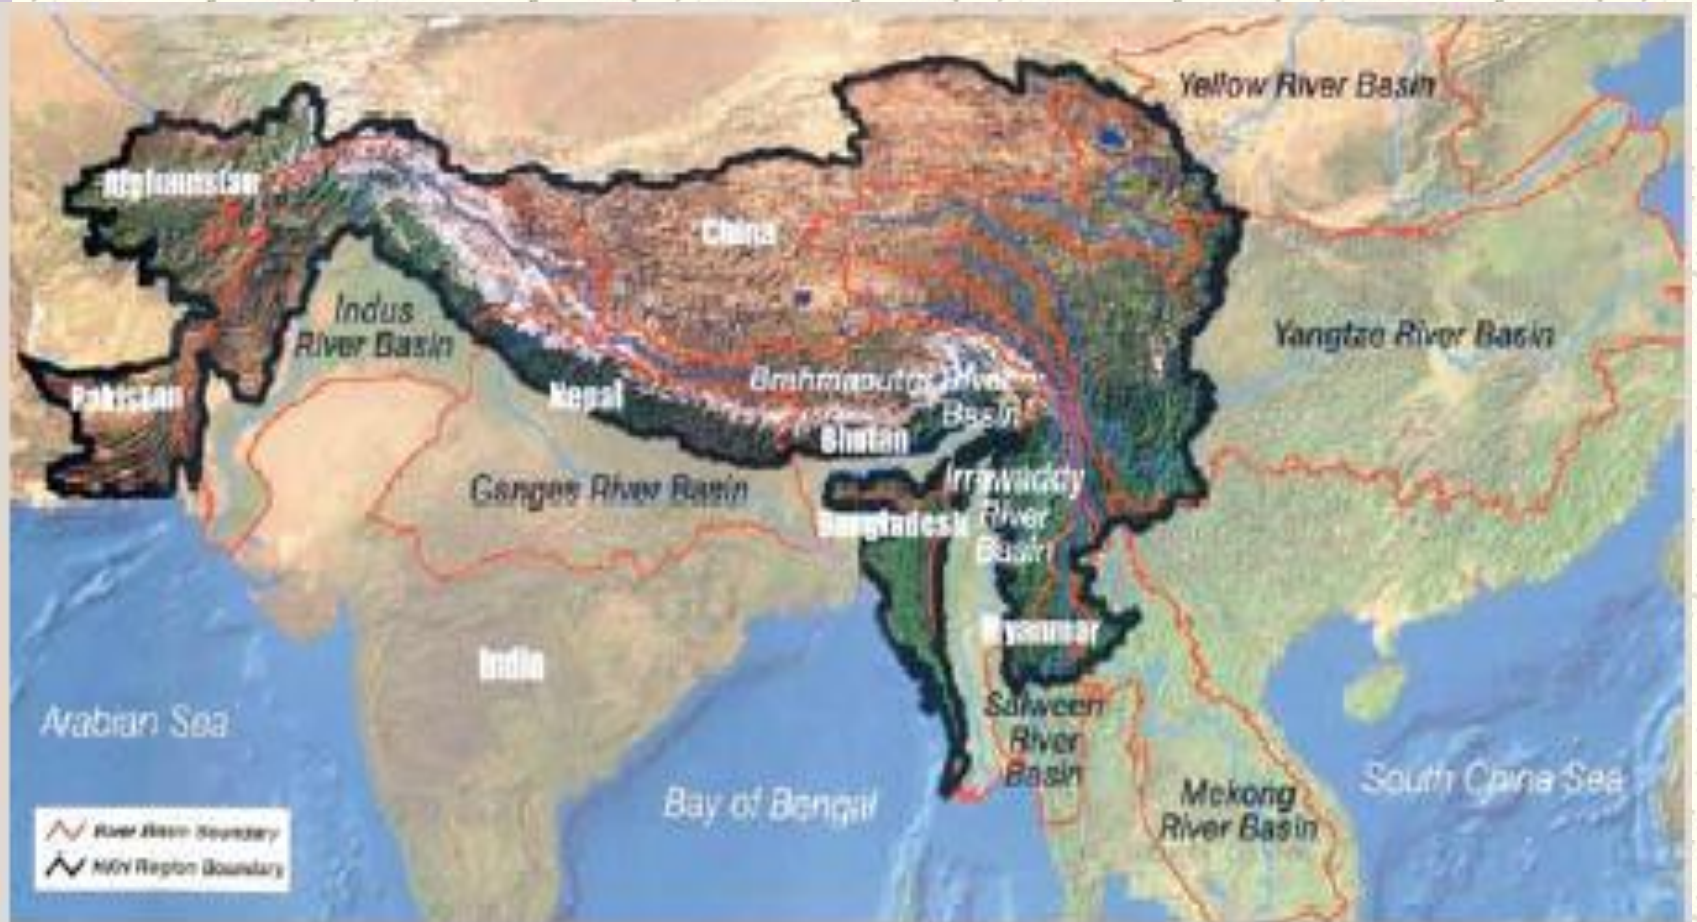 Yellow River Basin
Afghanistan
China
Indus
River Basin
Yangtze River Basin
Pakistan
Nepal
Brahmaputra River
Basin
Bhutan
Ganges River Basin
Irrawaddy
River
Basin
Bangladesh
Myanmar
India
Arabian Sea
Salween
River
Basin
Bay of Bengal
South China Sea
Mekong
River Basin
River Basin Boundary
HKH Region Boundary